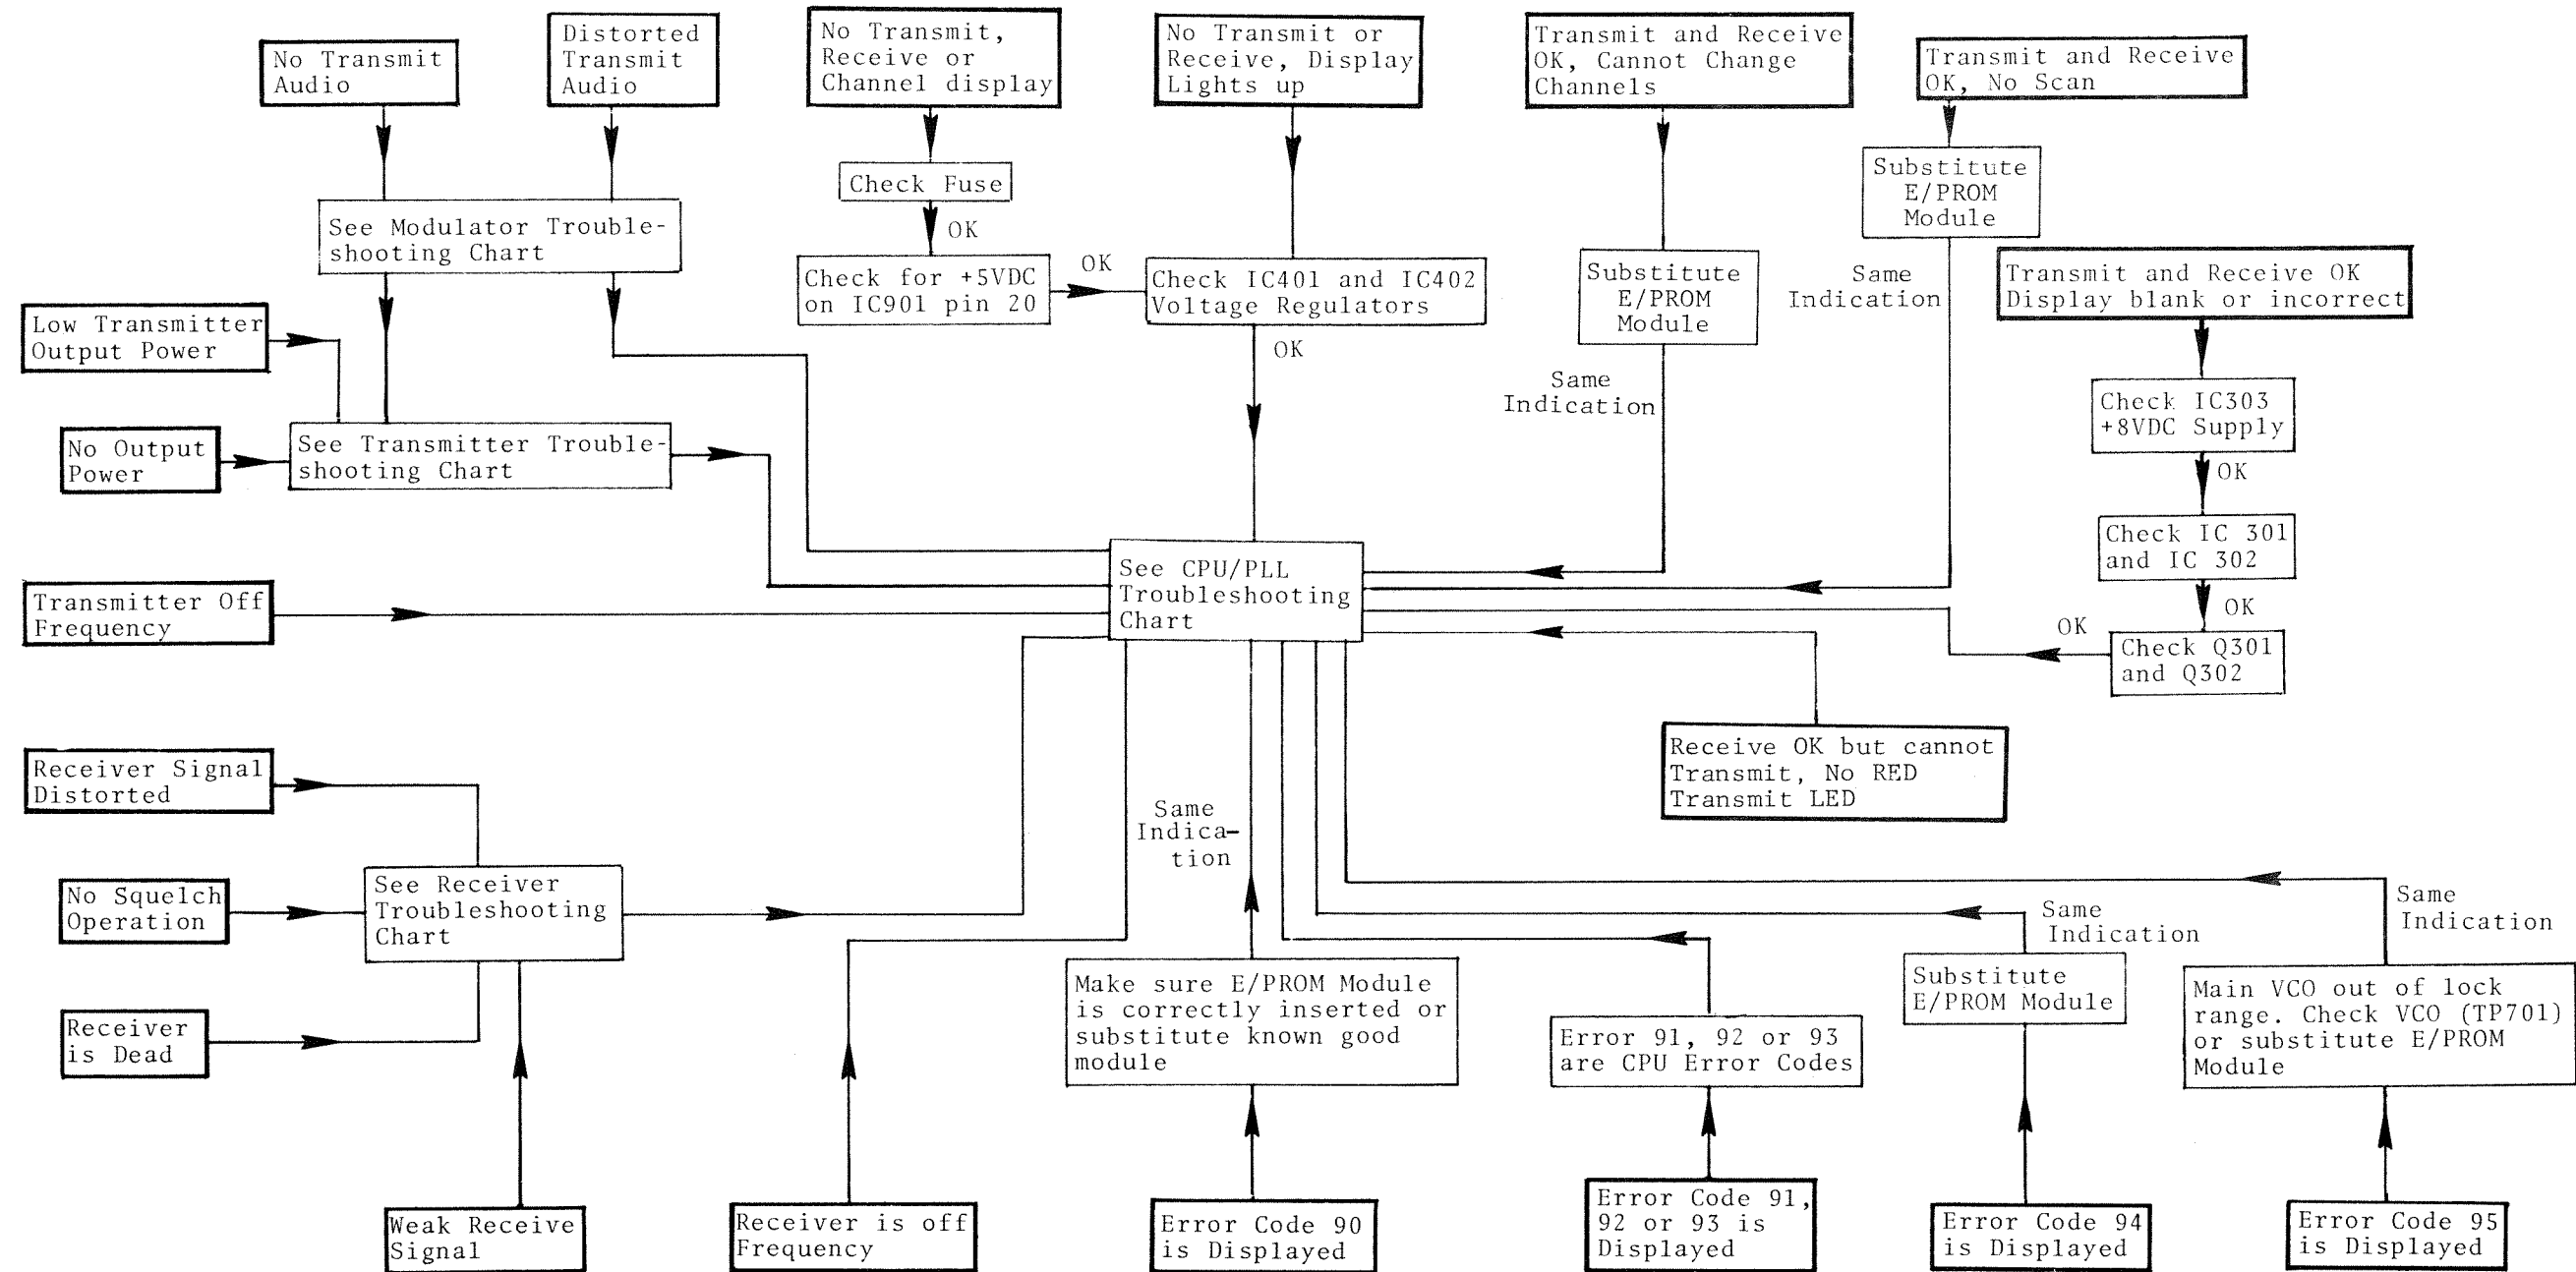 No Transmit
Audio
Distorted
Transmit
Audio
No Transmit,
Receive or
Channel display
No Transmit or
Receive, Display
Lights up
Transmit and Receive
OK, Cannot Change
Channels
Transmit and Receive
OK, No Scan
Check Fuse
OK
Substitute
E/PROM
Module
See Modulator Trouble-
shooting Chart
Check for +5VDC
on IC901 pin 20
OK
Check IC401 and IC402
Voltage Regulators
OK
Substitute
E/PROM
Module
Same
Indication
Same
Indication
Transmit and Receive OK
Display blank or incorrect
Low Transmitter
Output Power
No Output
Power
See Transmitter Trouble-
shooting Chart
Check IC303
+8VDC Supply
OK
Check IC 301
and IC 302
OK
OK
Check Q301
and Q302
See CPU/PLL
Troubleshooting
Chart
Transmitter Off
Frequency
Receive OK but cannot
Transmit, No RED
Transmit LED
Receiver Signal
Distorted
No Squelch
Operation
See Receiver
Troubleshooting
Chart
Receiver
is Dead
Same
Indica-
tion
Make sure E/PROM Module
is correctly inserted or
substitute known good
module
Error 91, 92 or 93
are CPU Error Codes
Same
Indication
Substitute
E/PROM Module
Same
Indication
Main VCO out of lock
range. Check VCO (TP701)
or substitute E/PROM
Module
Weak Receive
Signal
Receiver is off
Frequency
Error Code 90
is Displayed
Error Code 91,
92 or 93 is
Displayed
Error Code 94
is Displayed
Error Code 95
is Displayed